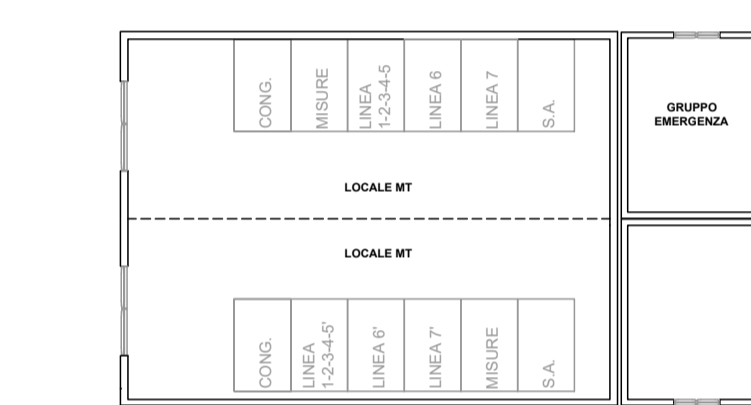 CONG.
MISURE
LINEA
1-2-3-4-5
LINEA 6
LINEA 7
S.A.
GRUPPO
EMERGENZA
LOCALE MT
LOCALE MT
CONG.
LINEA
1-2-3-4-5'
LINEA 6'
LINEA 7'
MISURE
S.A.